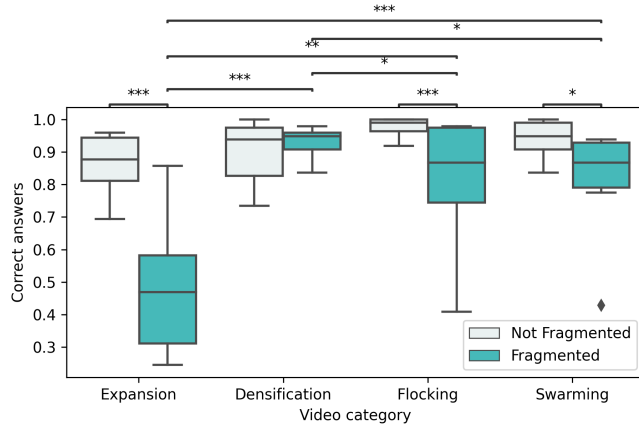 ***
*
**
*
***
***
***
*
1.0
0.9
0.8
0.7
0.6
0.5
0.4
0.3
Correct answers
Not Fragmented
Fragmented
Expansion
Densification
Flocking
Swarming
Video category